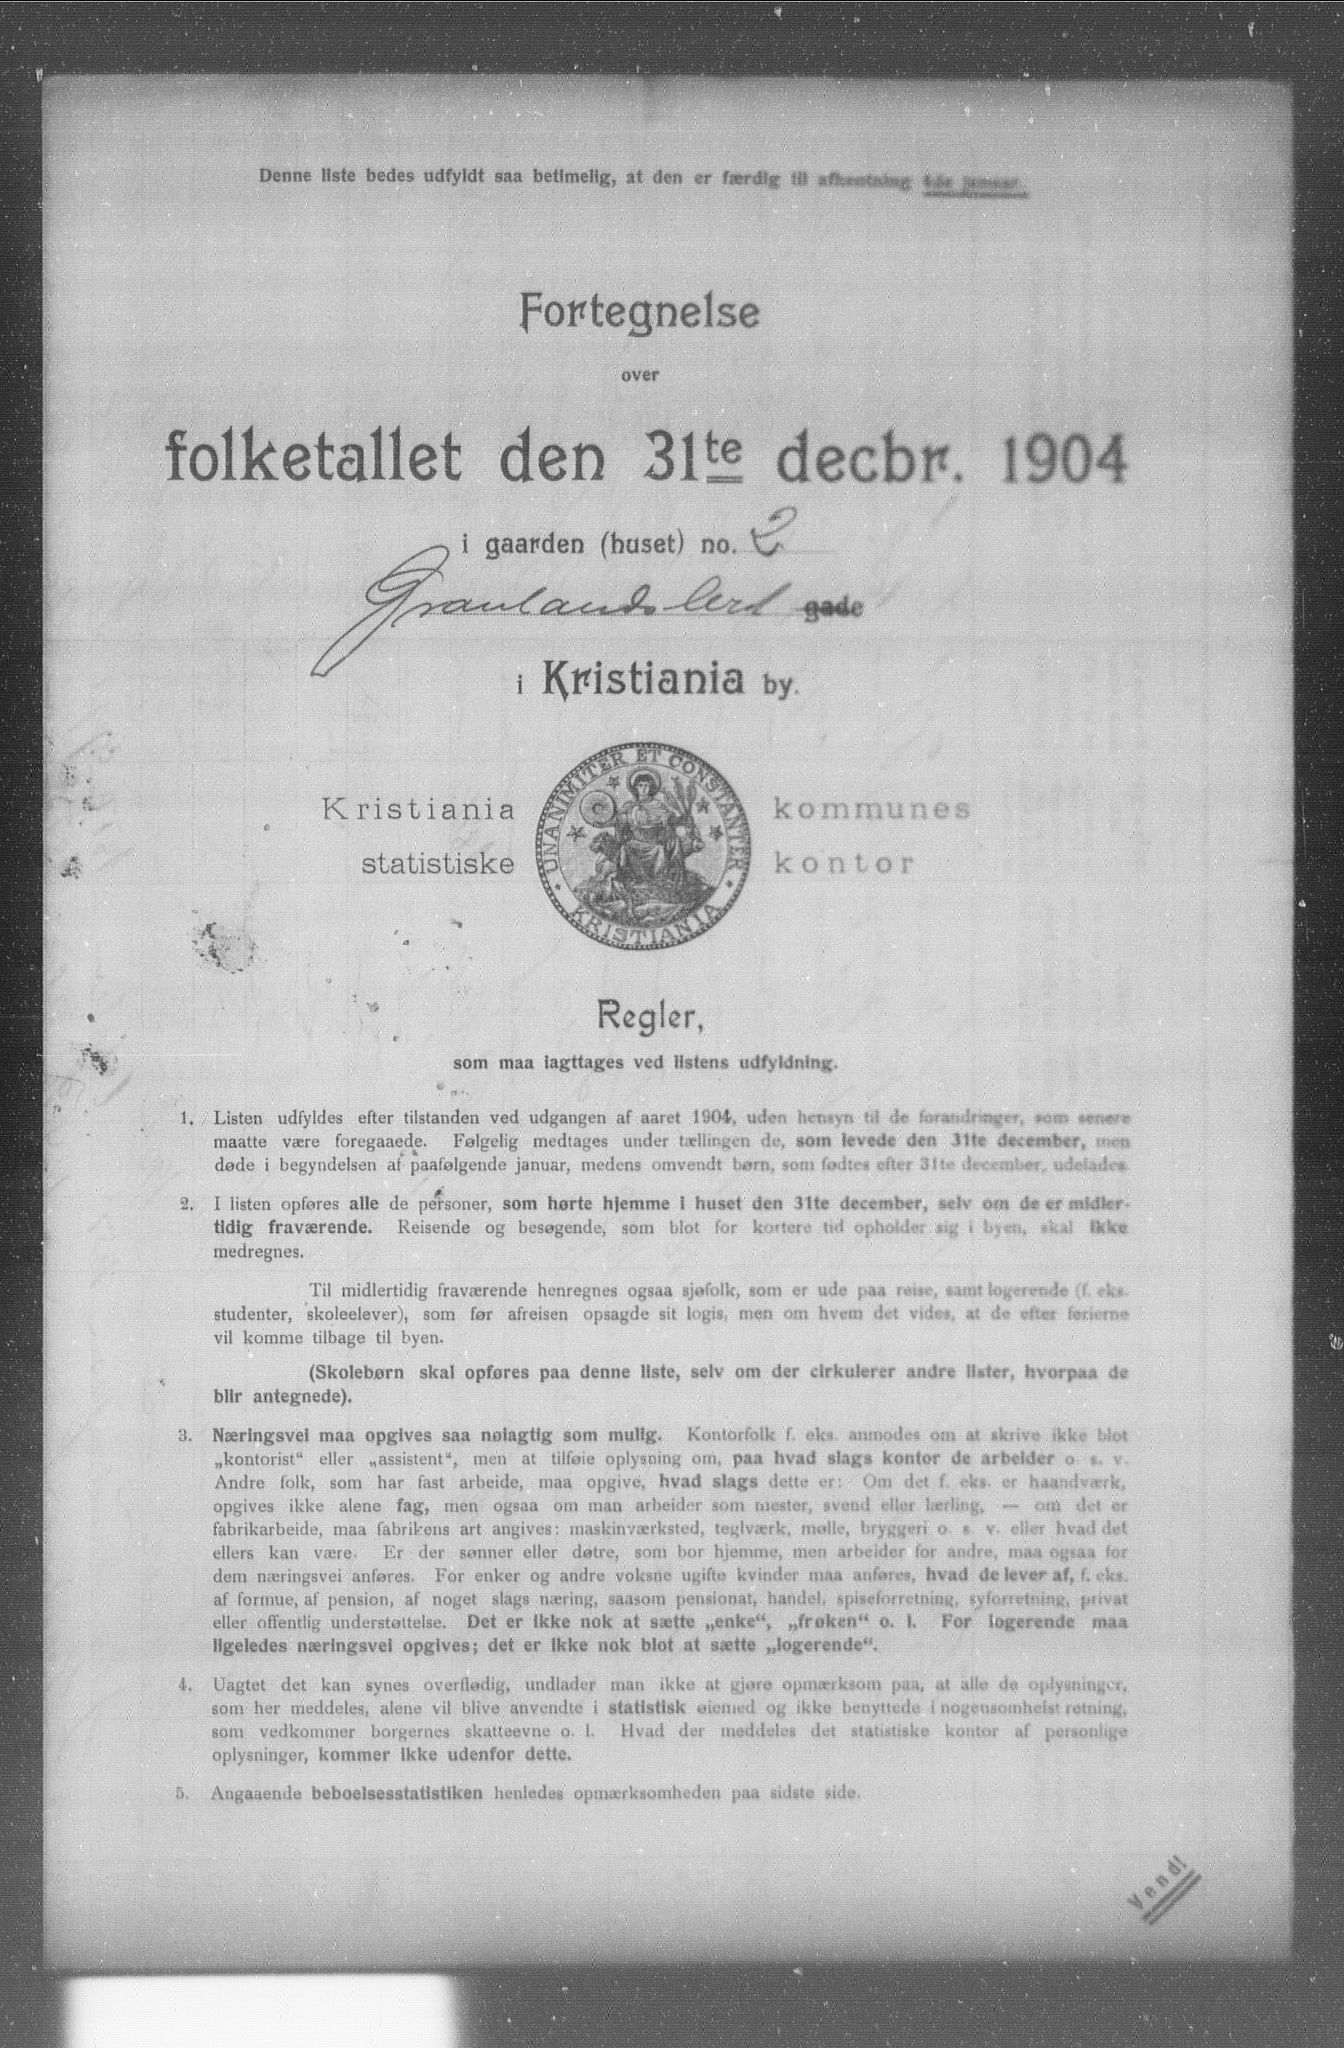 Denne liste bedes udfyldt saa betimelig, at den er færdig til afhentning 4de januar.
Fortegnelse
over
folketallet den 31te decbr. 1904
i gaarden (huset) no. 2
gade
i Kristiania by.
Kristiania kommunes
statistiske kontor
UNANIMITER ET CONSTANTER
KRISTIANIA
Regler,
som maa iagttages ved listens udfyldning.
1. Listen udfyldes efter tilstanden ved udgangen af aaret 1904, uden hensyn til de forandringer, som senere
maatte være foregaaede. Følgelig medtages under tællingen de, som levede den 31te december, men
døde i begyndelsen af paafølgende januar, medens omvendt børn, som fødtes efter 31te december, udelades.
2. I listen opføres alle de personer, som hørte hjemme i huset den 31te december, selv om de er midler-
tidig fraværende. Reisende og besøgende, som blot for kortere tid opholder sig i byen, skal ikke
medregnes.
Til midlertidig fraværende henregnes ogsaa sjøfolk, som er ude paa reise, samt logerende (f. eks.
studenter, skoleelever), som før afreisen opsagde sit logis, men om hvem det vides, at de efter ferierne
vil komme tilbage til byen.
(Skolebørn skal opføres paa denne liste, selv om der cirkulerer andre lister, hvorpaa de
blir antegnede).
3. Næringsvei maa opgives saa nøiagtig som mulig. Kontorfolk f. eks. anmodes om at skrive ikke blot
„kontorist“ eller „assistent“, men at tilføie oplysning om, paa hvad slags kontor de arbeider o. s. v.
Andre folk, som har fast arbeide, maa opgive, hvad slags dette er: Om det f. eks. er haandværk,
opgives ikke alene fag, men ogsaa om man arbeider som mester, svend eller lærling, — om det er
fabrikarbeide, maa fabrikens art angives: maskinværksted, teglværk, mølle, bryggeri o. s. v. eller hvad det
ellers kan være. Er der sønner eller døtre, som bor hjemme, men arbeider for andre, maa ogsaa for
dem næringsvei anføres. For enker og andre voksne ugifte kvinder maa anføres, hvad de lever af, f. eks.
af formue, af pension, af noget slags næring, saasom pensionat, handel, spiseforretning, syforretning, privat
eller offentlig understøttelse. Det er ikke nok at sætte „enke“, „frøken“ o. l. For logerende maa
ligeledes næringsvei opgives; det er ikke nok blot at sætte „logerende“.
4. Uagtet det kan synes overflødig, undlader man ikke at gjøre opmærksom paa, at alle de oplysninger,
som her meddeles, alene vil blive anvendte i statistisk øiemed og ikke benyttede i nogensomhelst retning,
som vedkommer borgernes skatteevne o. l. Hvad der meddeles det statistiske kontor af personlige
oplysninger, kommer ikke udenfor dette.
5. Angaaende beboelsesstatistiken henledes opmærksomheden paa sidste side.
Vend!